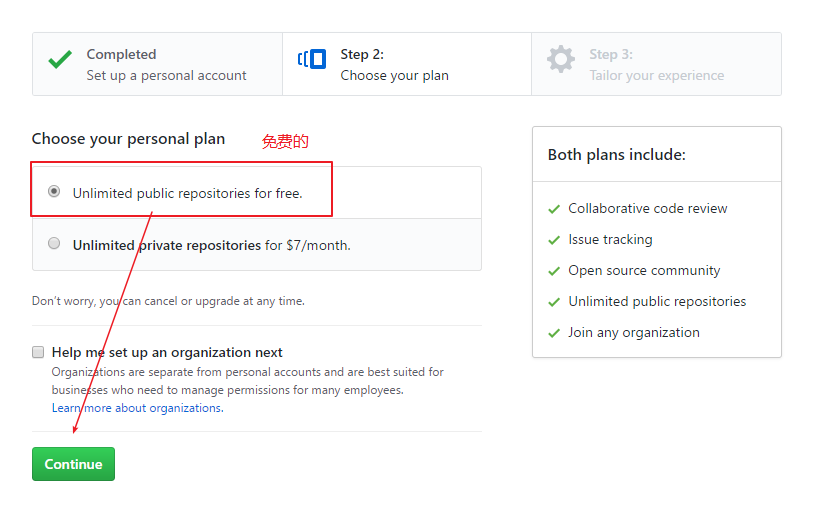 Completed
Set up a personal account
Step 2:
Choose your plan
Step 3:
Tailor your experience
Choose your personal plan
免费的
Unlimited public repositories for free.
Unlimited private repositories for $7/month.
Don't worry, you can cancel or upgrade at any time.
Help me set up an organization next
Organizations are separate from personal accounts and are best suited for
businesses who need to manage permissions for many employees.
Learn more about organizations.
Continue
Both plans include:
Collaborative code review
Issue tracking
Open source community
Unlimited public repositories
Join any organization